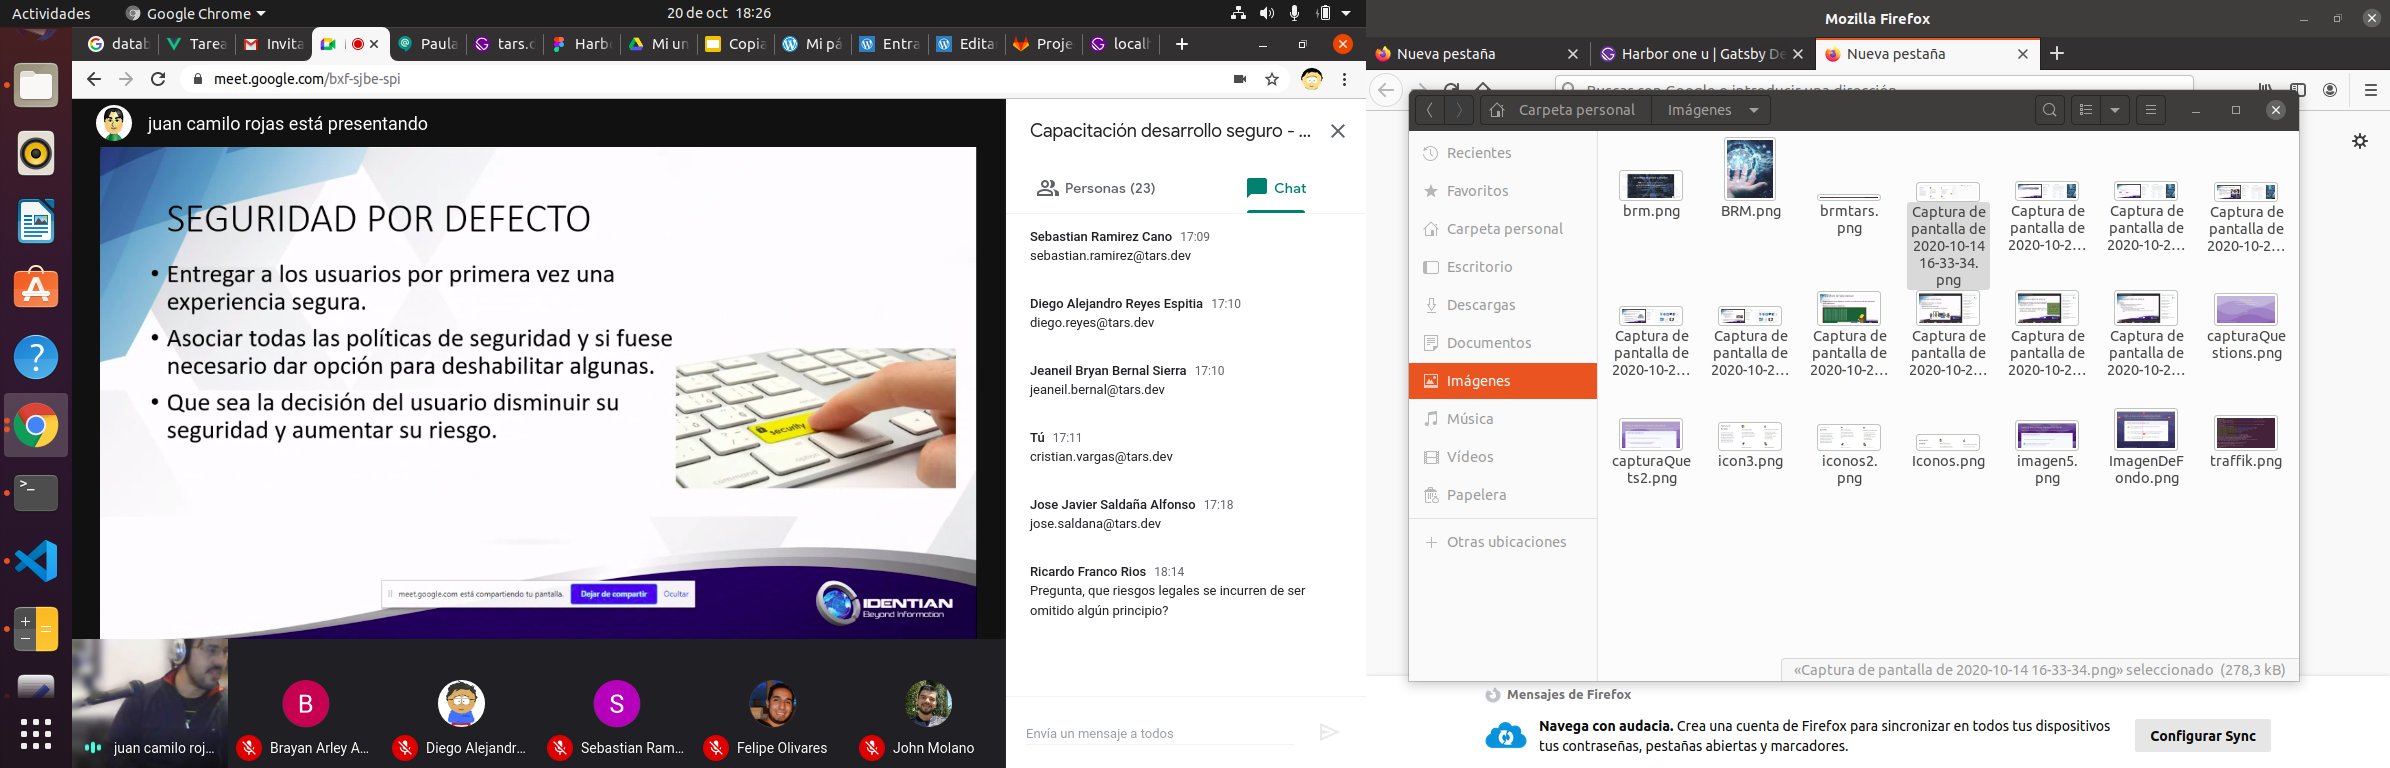 Actividades
Google Chrome
20 de oct 18:26
datab
Tarea
Invita
Paula
tars.c
Harbo
Mi un
Copia
Mi pá
Entra
Editar
Proje
localh
meet.google.com/bxf-sjbe-spi
juan camilo rojas está presentando
SEGURIDAD POR DEFECTO
• Entregar a los usuarios por primera vez una
experiencia segura.
• Asociar todas las políticas de seguridad y si fuese
necesario dar opción para deshabilitar algunas.
• Que sea la decisión del usuario disminuir su
seguridad y aumentar su riesgo.
security
command
option
meet.google.com está compartiendo tu pantalla.
Dejar de compartir
Ocultar
IDENTIAN
Beyond Information
juan camilo roj...
B
Brayan Arley A...
Diego Alejandr...
S
Sebastian Ram...
Felipe Olivares
John Molano
Capacitación desarrollo seguro - ...
Personas (23)
Chat
Sebastian Ramirez Cano 17:09
sebastian.ramirez@tars.dev
Diego Alejandro Reyes Espitia 17:10
diego.reyes@tars.dev
Jeaneil Bryan Bernal Sierra 17:10
jeaneil.bernal@tars.dev
Tú 17:11
cristian.vargas@tars.dev
Jose Javier Saldaña Alfonso 17:18
jose.saldana@tars.dev
Ricardo Franco Rios 18:14
Pregunta, que riesgos legales se incurren de ser
omitido algún principio?
Envía un mensaje a todos
Mozilla Firefox
Nueva pestaña
Harbor one u | Gatsby De
Nueva pestaña
Buscar con Google o introducir una dirección
Carpeta personal
Imágenes
Recientes
Favoritos
Carpeta personal
Escritorio
Descargas
Documentos
Imágenes
Música
Vídeos
Papelera
Otras ubicaciones
brm.png
BRM.png
brmtars.
png
Captura de
pantalla de
2020-10-14
16-33-34.
png
Captura de
pantalla de
2020-10-2...
Captura de
pantalla de
2020-10-2...
Captura de
pantalla de
2020-10-2...
Captura de
pantalla de
2020-10-2...
Captura de
pantalla de
2020-10-2...
Captura de
pantalla de
2020-10-2...
Captura de
pantalla de
2020-10-2...
Captura de
pantalla de
2020-10-2...
Captura de
pantalla de
2020-10-2...
capturaQue
stions.png
capturaQue
ts2.png
icon3.png
iconos2.
png
Iconos.png
imagen5.
png
ImagenDeF
ondo.png
traffik.png
«Captura de pantalla de 2020-10-14 16-33-34.png» seleccionado (278,3 kB)
Mensajes de Firefox
Navega con audacia. Crea una cuenta de Firefox para sincronizar en todos tus dispositivos
tus contraseñas, pestañas abiertas y marcadores.
Configurar Sync